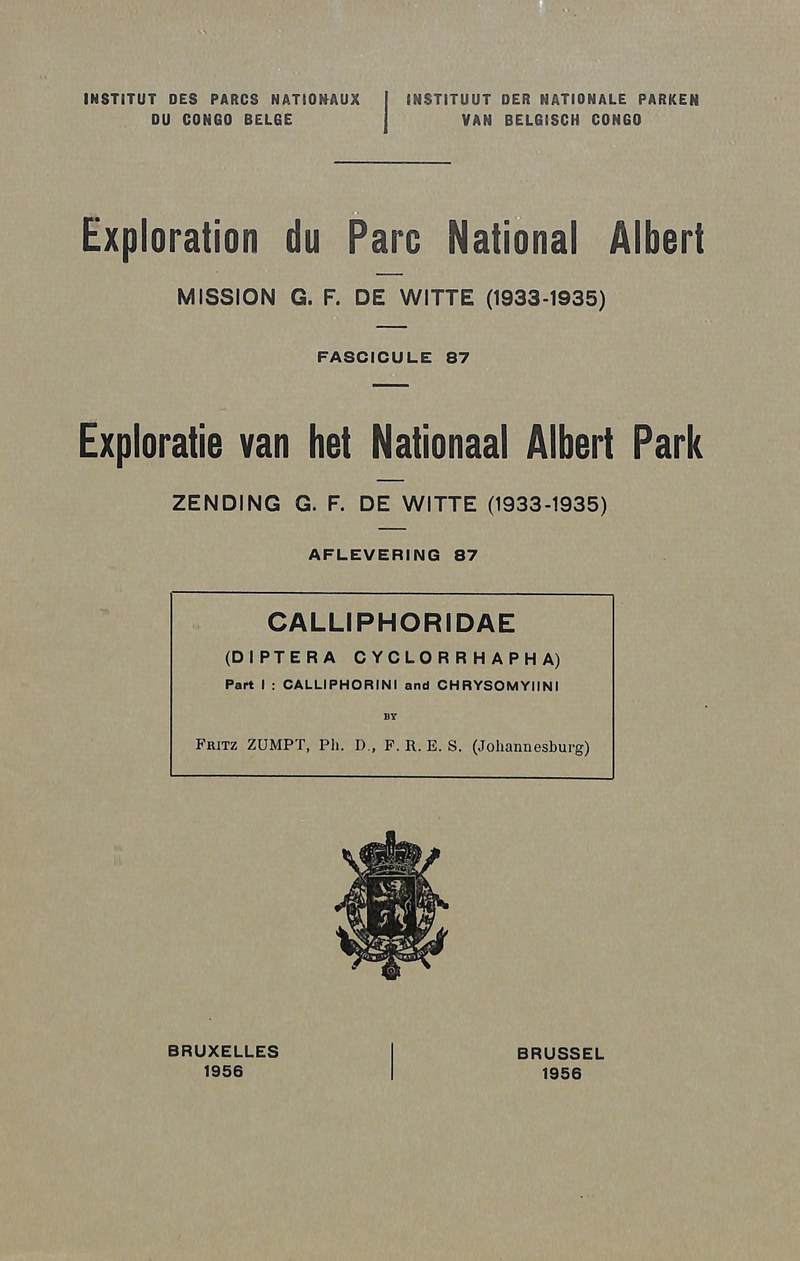 INSTITUT DES PARCS NATIONAUX
DU CONGO BELGE
INSTITUUT DER NATIONALE PARKEN
VAN BELGISCH CONGO
Exploration du Parc National Albert
MISSION G. F. DE WITTE (1933-1935)
FASCICULE 87
Exploratie van het Nationaal Albert Park
ZENDING G. F. DE WITTE (1933-1935)
AFLEVERING 87
CALLIPHORIDAE
(DIPTERA CYCLORRHAPHA)
Part I : CALLIPHORINI and CHRYSOMYIINI
BY
FRITZ ZUMPT, Ph. D., F. R. E. S. (Johannesburg)
BRUXELLES
1956
BRUSSEL
1956